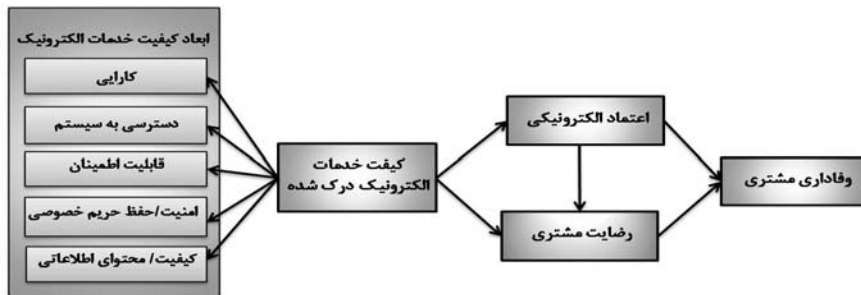 ابعاد کیفیت خدمات الکترونیک
کارایی
دسترسی به سیستم
قابلیت اطمینان
امنیت/حفظ حریم خصوصی
کیفیت/ محتوای اطلاعاتی
کیفت خدمات
الکترونیک درک شده
اعتماد الکترونیکی
رضایت مشتری
وفاداری مشتری